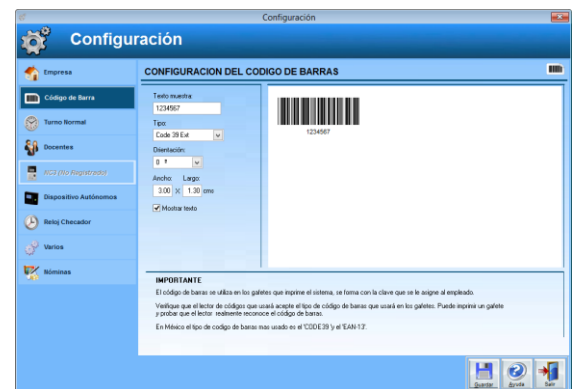 Configuración
Configuración
Empresa
Código de Barra
Turno Normal
Docentes
NCS (No Registrado)
Dispositivo Autónomos
Reloj Checador
Varios
Nóminas
CONFIGURACION DEL CODIGO DE BARRAS
Texto muestra:
1234567
Tipo:
Code 39 Ext
Orientación:
0 °
Ancho: Largo:
3.00 X 1.30 cms
Mostrar texto
1234567
IMPORTANTE
El código de barras se utiliza en los gafetes que imprime el sistema, se forma con la clave que se le asigne al empleado.
Verifique que el lector de códigos que usará acepte el tipo de código de barras que usará en los gafetes. Puede imprimir un gafete
y probar que el lector realmente reconoce el código de barras.
En México el tipo de codigo de barras mas usado es el 'CODE39 'y el 'EAN-13'.
Guardar Ayuda Salir